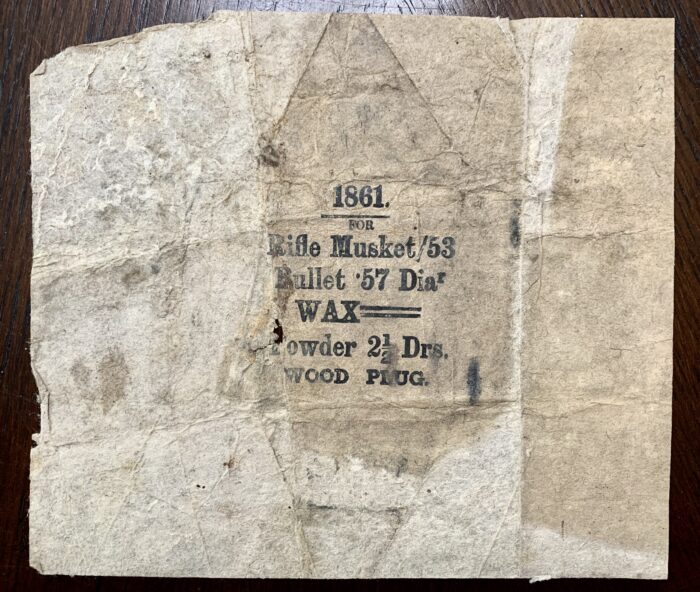 1861.
FOR
Rifle Musket/53
Bullet ·57 Diaʳ
WAX
Powder 2½ Drs.
WOOD PLUG.